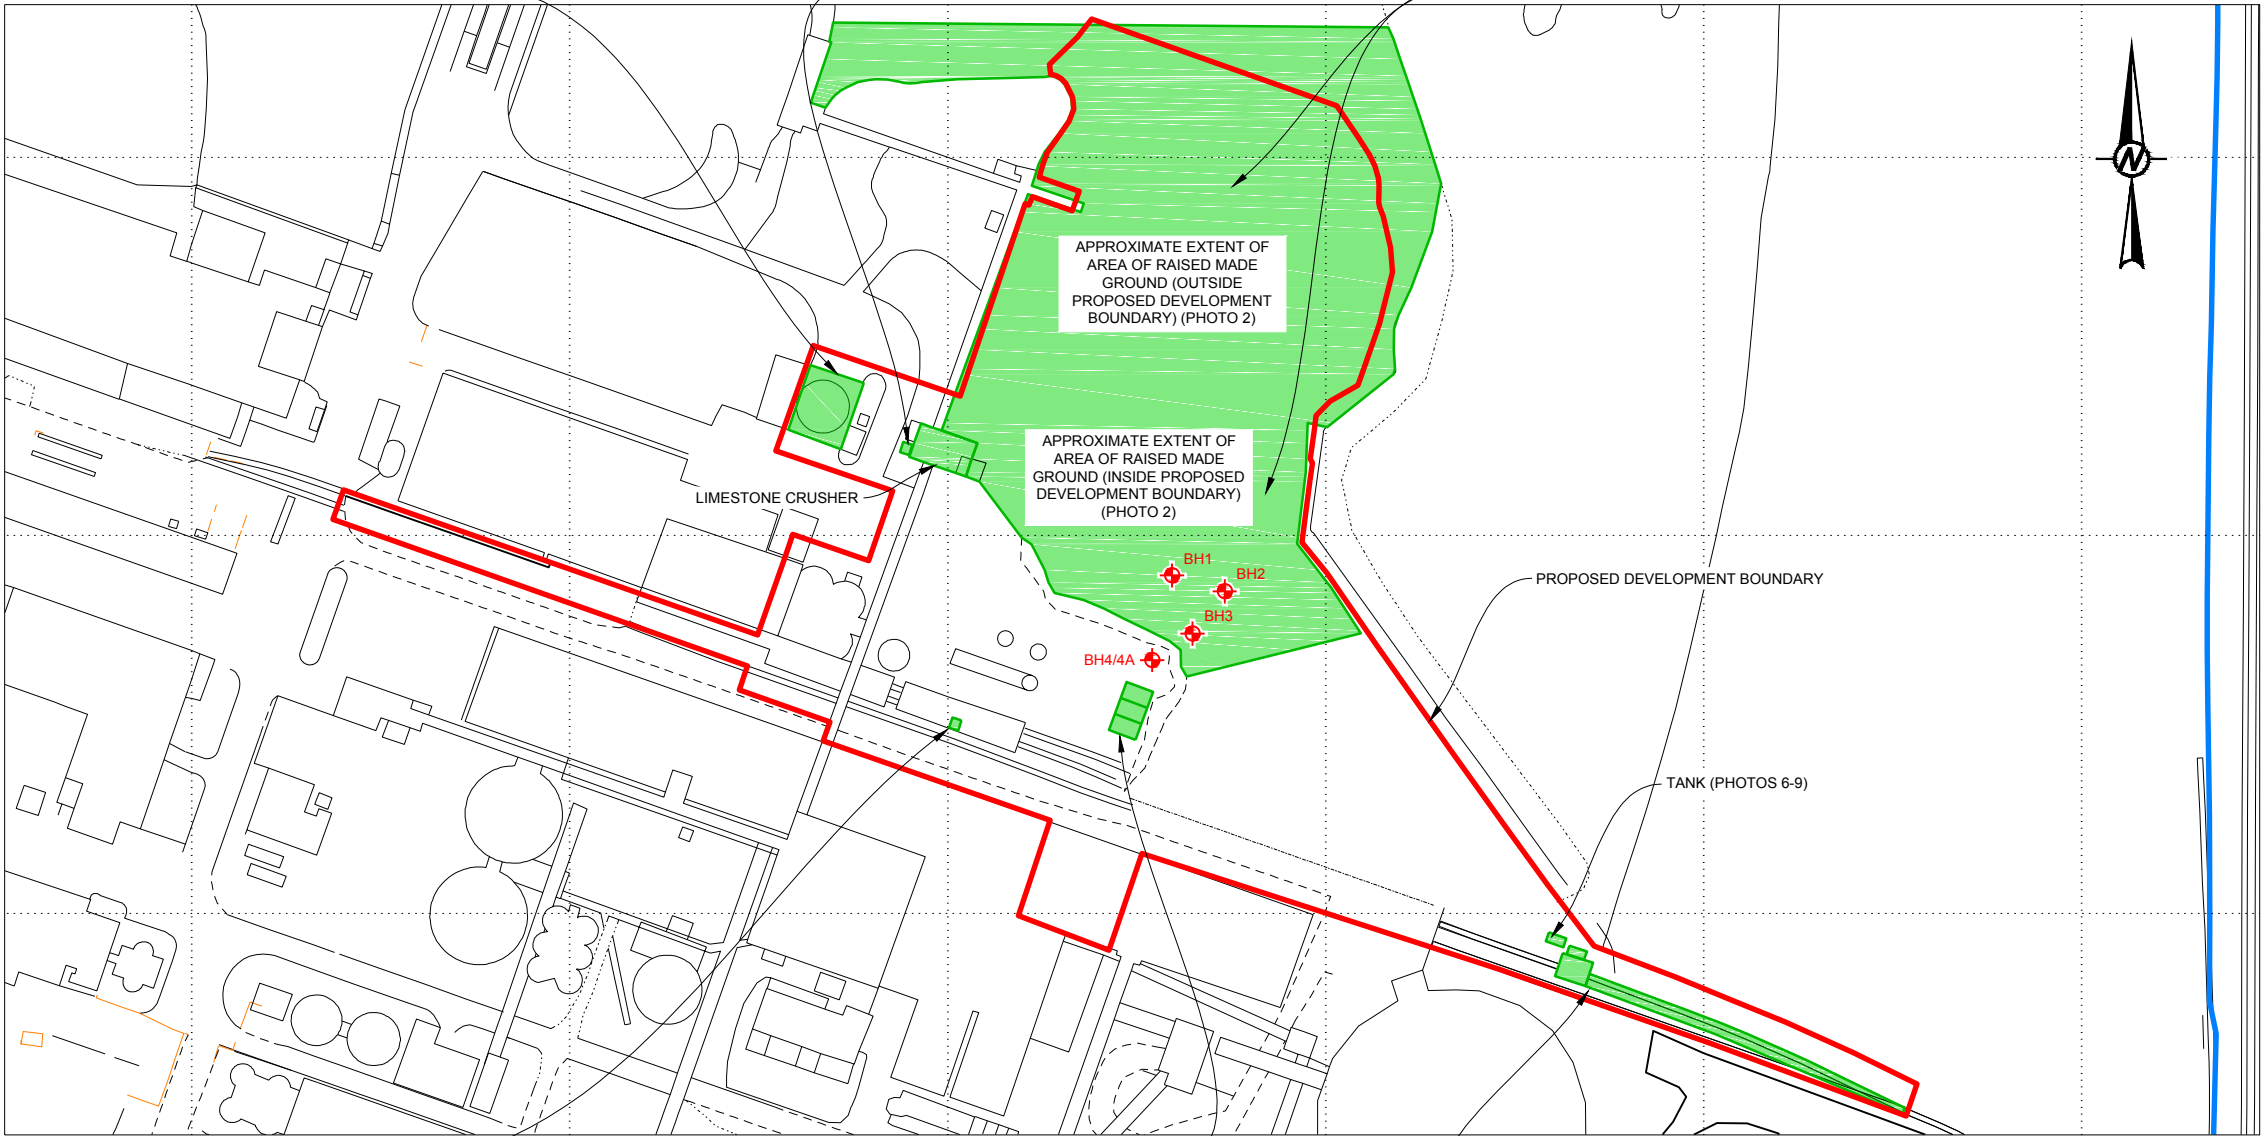 N
APPROXIMATE EXTENT OF
AREA OF RAISED MADE
GROUND (OUTSIDE
PROPOSED DEVELOPMENT
BOUNDARY) (PHOTO 2)
APPROXIMATE EXTENT OF
AREA OF RAISED MADE
GROUND (INSIDE PROPOSED
DEVELOPMENT BOUNDARY)
(PHOTO 2)
LIMESTONE CRUSHER
BH1
BH2
BH3
BH4/4A
PROPOSED DEVELOPMENT BOUNDARY
TANK (PHOTOS 6-9)